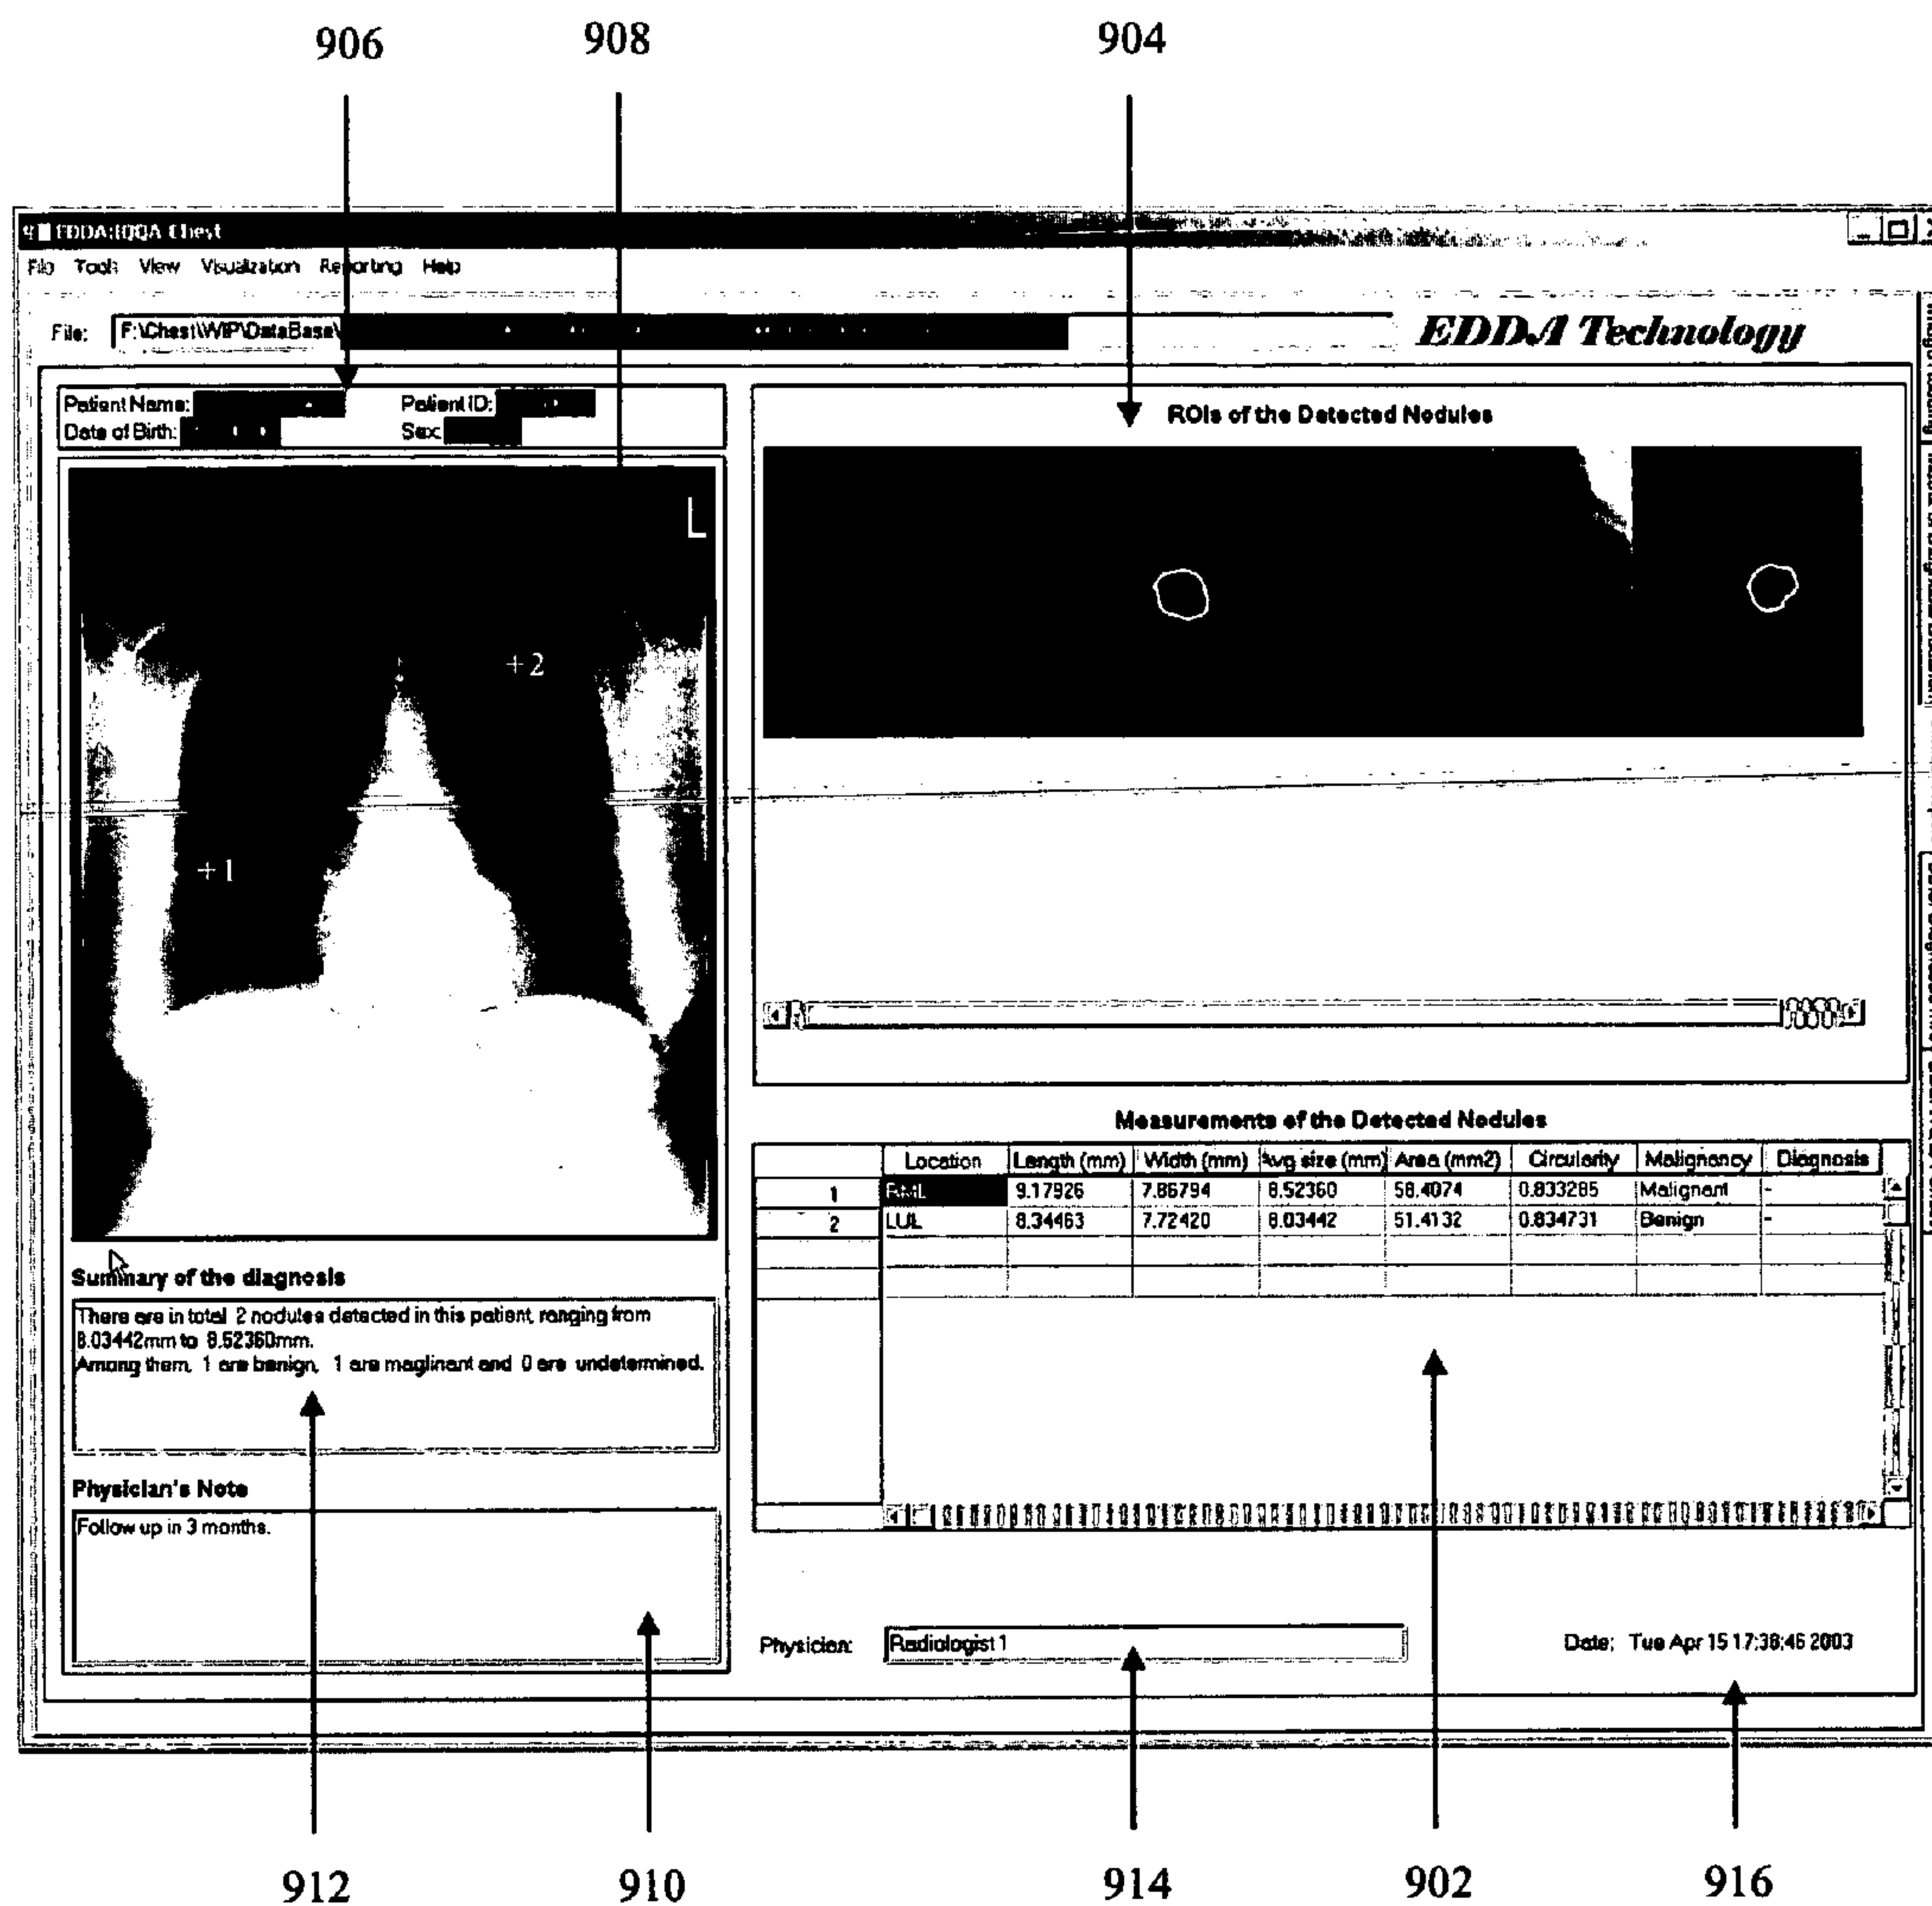 906 908 904
EDDA:IQQA Chest
File Tools View Visualization Reporting Help
File: F:\Chest\WIP\DataBase\
EDDA Technology
Patient Name: Patient ID:
Date of Birth: Sex:
L
+2
+1
ROIs of the Detected Nodules
Measurements of the Detected Nodules
Location Length (mm) Width (mm) Avg size (mm) Area (mm2) Circularity Malignancy Diagnosis
1 RML 9.17926 7.86794 8.52360 58.4074 0.833285 Malignant -
2 LUL 8.34463 7.72420 8.03442 51.4132 0.834731 Benign -
Summary of the diagnosis
There are in total 2 nodules detected in this patient, ranging from
8.03442mm to 8.52360mm.
Among them, 1 are benign, 1 are maglinant and 0 are undetermined.
Physician's Note
Follow up in 3 months.
Physician: Radiologist 1
Date: Tue Apr 15 17:38:46 2003
912 910 914 902 916